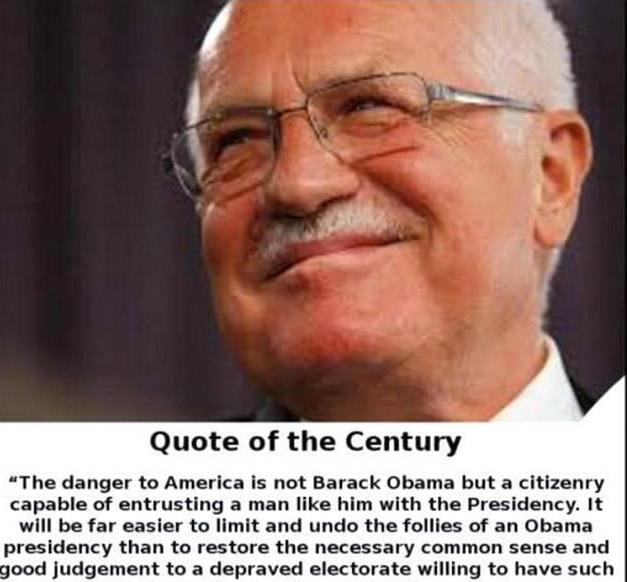 Quote of the Century
“The danger to America is not Barack Obama but a citizenry
capable of entrusting a man like him with the Presidency. It
will be far easier to limit and undo the follies of an Obama
presidency than to restore the necessary common sense and
good judgement to a depraved electorate willing to have such